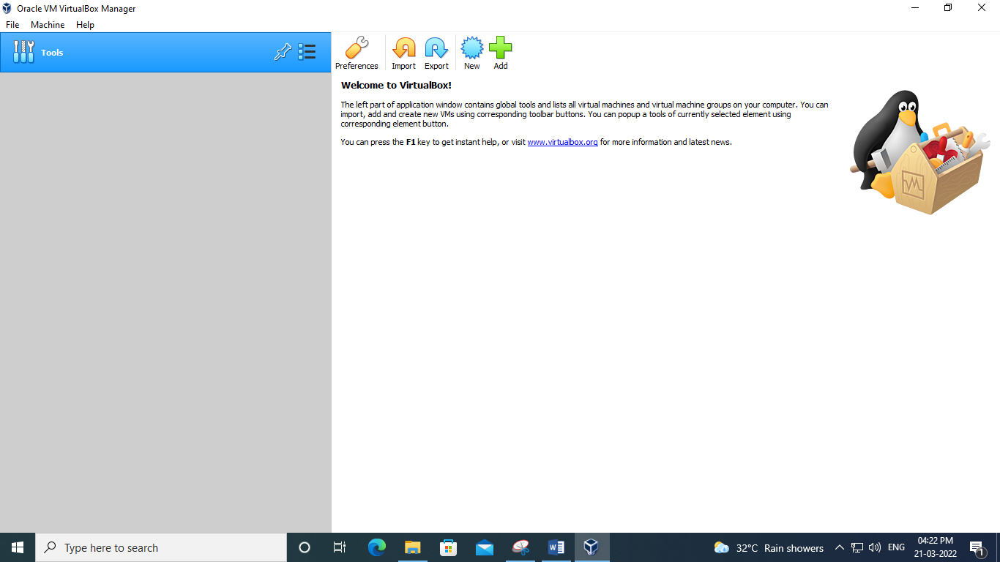 Oracle VM VirtualBox Manager
File Machine Help
Tools
Preferences Import Export New Add
Welcome to VirtualBox!
The left part of application window contains global tools and lists all virtual machines and virtual machine groups on your computer. You can
import, add and create new VMs using corresponding toolbar buttons. You can popup a tools of currently selected element using
corresponding element button.
You can press the F1 key to get instant help, or visit www.virtualbox.org for more information and latest news.
Type here to search
32°C Rain showers
ENG
04:22 PM
21-03-2022
1